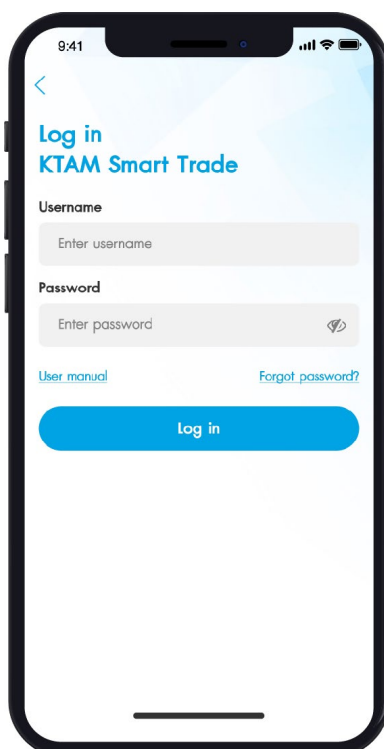 9:41
Log in
KTAM Smart Trade
Username
Enter username
Password
Enter password
User manual Forgot password?
Log in